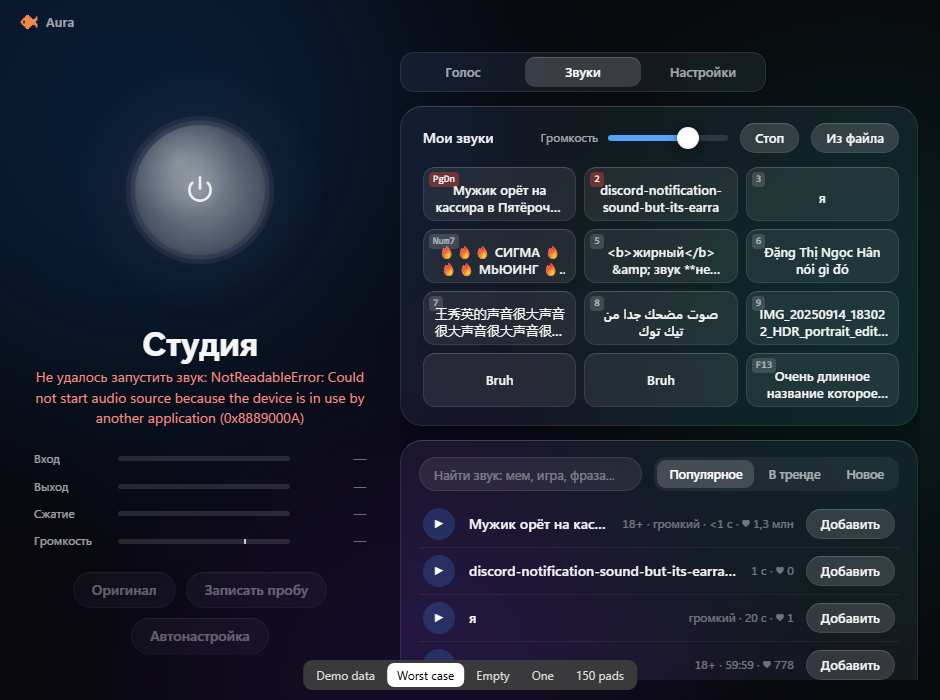 Aura
Голос
Звуки
Настройки
Студия
Не удалось запустить звук: NotReadableError: Could
not start audio source because the device is in use by
another application (0x8889000A)
Вход —
Выход —
Сжатие —
Громкость —
Оригинал
Записать пробу
Автонастройка
Мои звуки
Громкость
Стоп
Из файла
PgDn
Мужик орёт на
кассира в Пятёроч...
2
discord-notification-
sound-but-its-earra
3
я
Num7
🔥🔥🔥 СИГМА 🔥
🔥🔥 МЬЮИНГ 🔥..
5
<b>жирный</b>
&amp; звук **не...
6
Đặng Thị Ngọc Hân
nói gì đó
7
王秀英的声音很大声音
很大声音很大声音很...
8
صوت مضحك جدا من
تيك توك
9
IMG_20250914_18302
2_HDR_portrait_edit...
Bruh
Bruh
F13
Очень длинное
название которое...
Найти звук: мем, игра, фраза...
Популярное
В тренде
Новое
Мужик орёт на кас... 18+ · громкий · <1 с · ♥ 1,3 млн Добавить
discord-notification-sound-but-its-earra... 1 с · ♥ 0 Добавить
я громкий · 20 с · ♥ 1 Добавить
18+ · 59:59 · ♥ 778 Добавить
Demo data
Worst case
Empty
One
150 pads